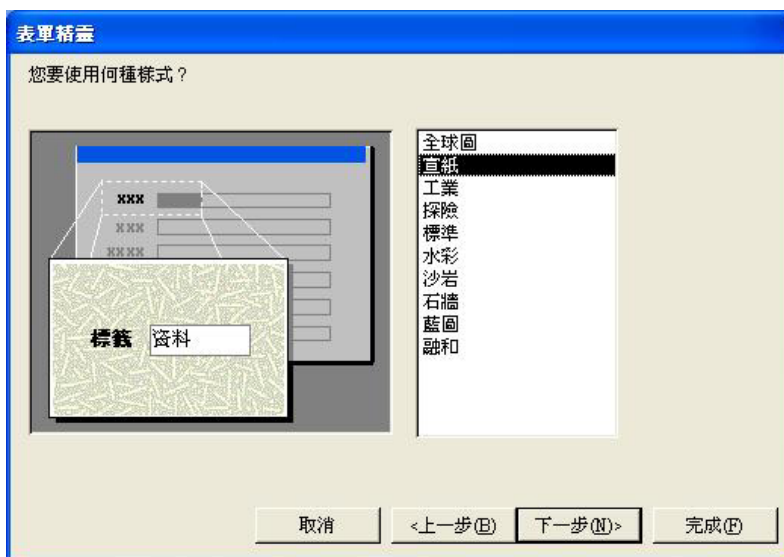 表單精靈
您要使用何種樣式？
xxx
xxx
xxxx
標籤 資料
全球圖
宣紙
工業
探險
標準
水彩
沙岩
石牆
藍圖
融和
取消 <上一步(B) 下一步(N)> 完成(F)